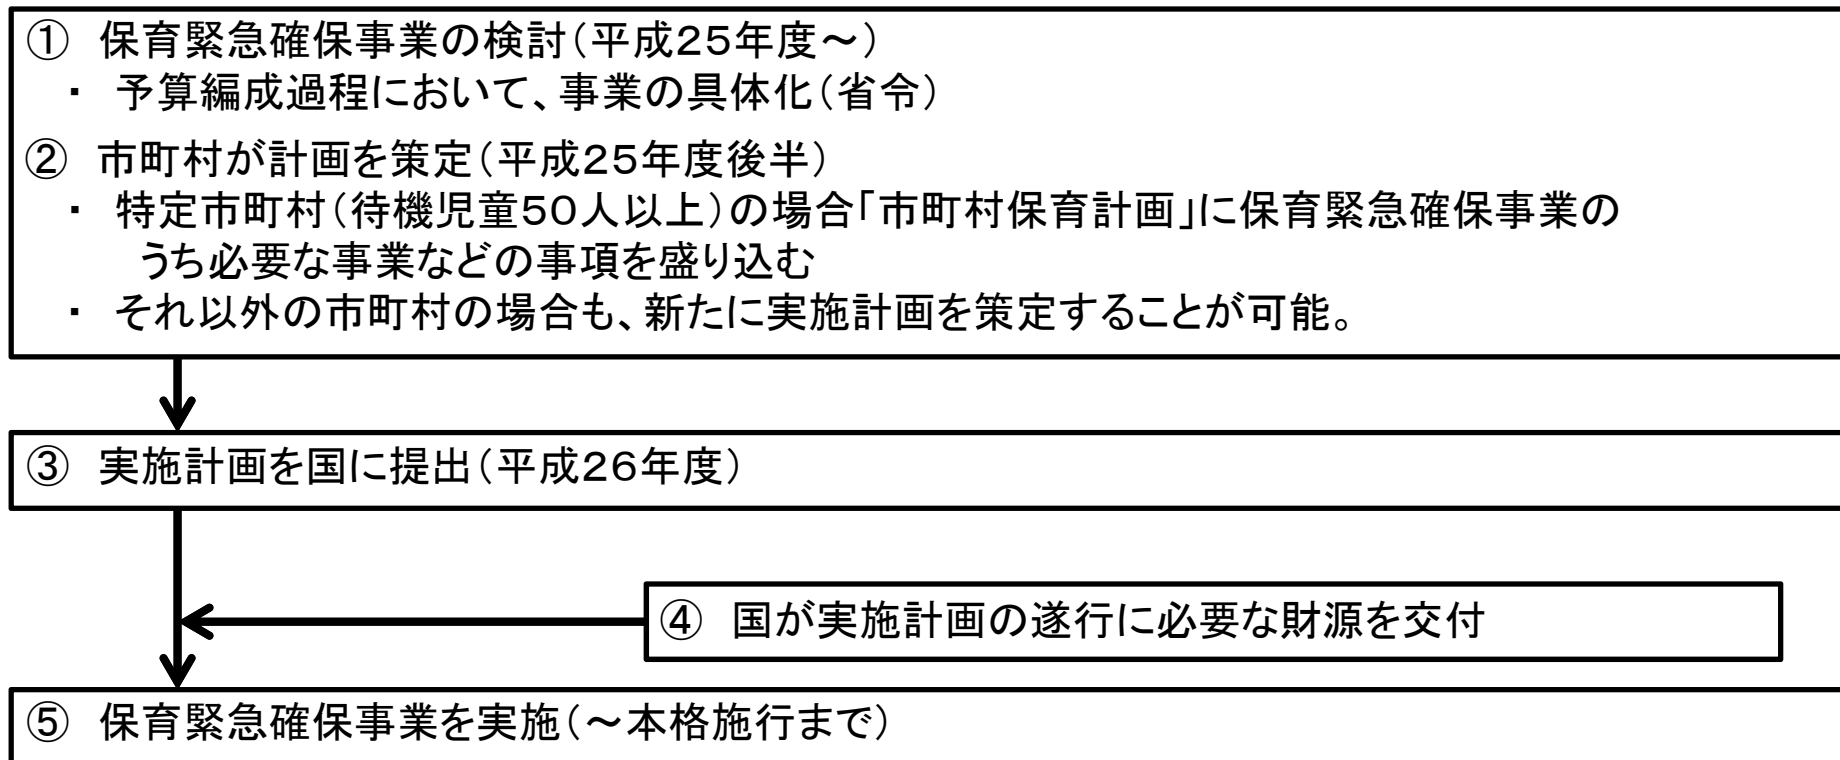 ① 保育緊急確保事業の検討(平成25年度~)
・ 予算編成過程において、事業の具体化(省令)
② 市町村が計画を策定(平成25年度後半)
・ 特定市町村(待機児童50人以上)の場合「市町村保育計画」に保育緊急確保事業の
うち必要な事業などの事項を盛り込む
・ それ以外の市町村の場合も、新たに実施計画を策定することが可能。
③ 実施計画を国に提出(平成26年度)
④ 国が実施計画の遂行に必要な財源を交付
⑤ 保育緊急確保事業を実施(~本格施行まで)